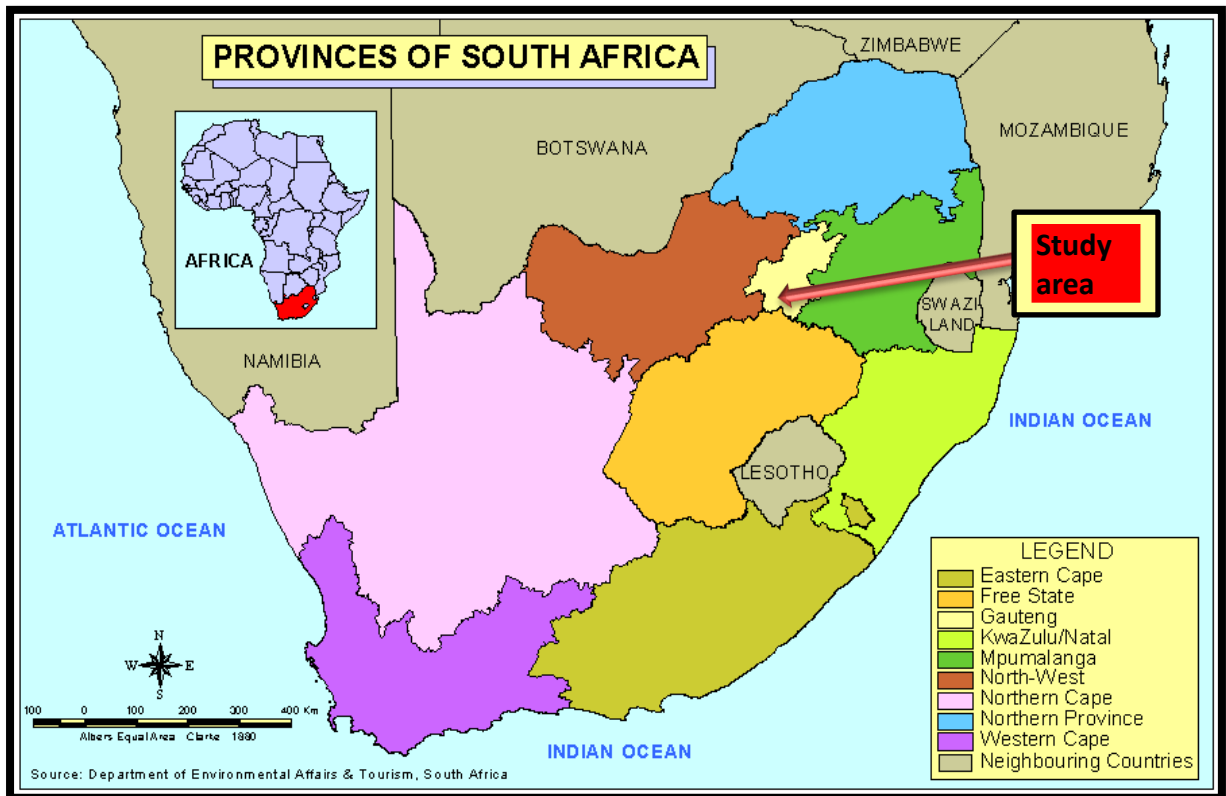 PROVINCES OF SOUTH AFRICA
ZIMBABWE
MOZAMBIQUE
BOTSWANA
AFRICA
Study
area
SWAZI
LAND
NAMIBIA
INDIAN OCEAN
LESOTHO
ATLANTIC OCEAN
LEGEND
Eastern Cape
Free State
Gauteng
KwaZulu/Natal
Mpumalanga
North-West
Northern Cape
Northern Province
Western Cape
Neighbouring Countries
N
W E
S
100 0 100 200 300 400 Km
Albers Equal Area Clarke 1880
INDIAN OCEAN
Source: Department of Environmental Affairs & Tourism, South Africa